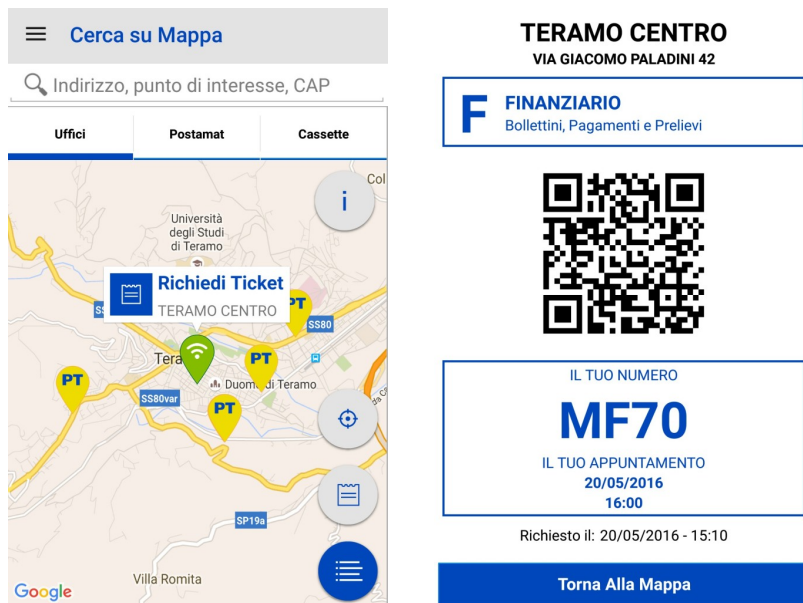 Cerca su Mappa
Indirizzo, punto di interesse, CAP
Uffici
Postamat
Cassette
Col
i
Università
degli Studi
di Teramo
Richiedi Ticket
TERAMO CENTRO
PT
SS80
Tera
PT
PT
Duomo di Teramo
SS80var
PT
SP19a
Villa Romita
Google
TERAMO CENTRO
VIA GIACOMO PALADINI 42
F
FINANZIARIO
Bollettini, Pagamenti e Prelievi
IL TUO NUMERO
MF70
IL TUO APPUNTAMENTO
20/05/2016
16:00
Richiesto il: 20/05/2016 - 15:10
Torna Alla Mappa